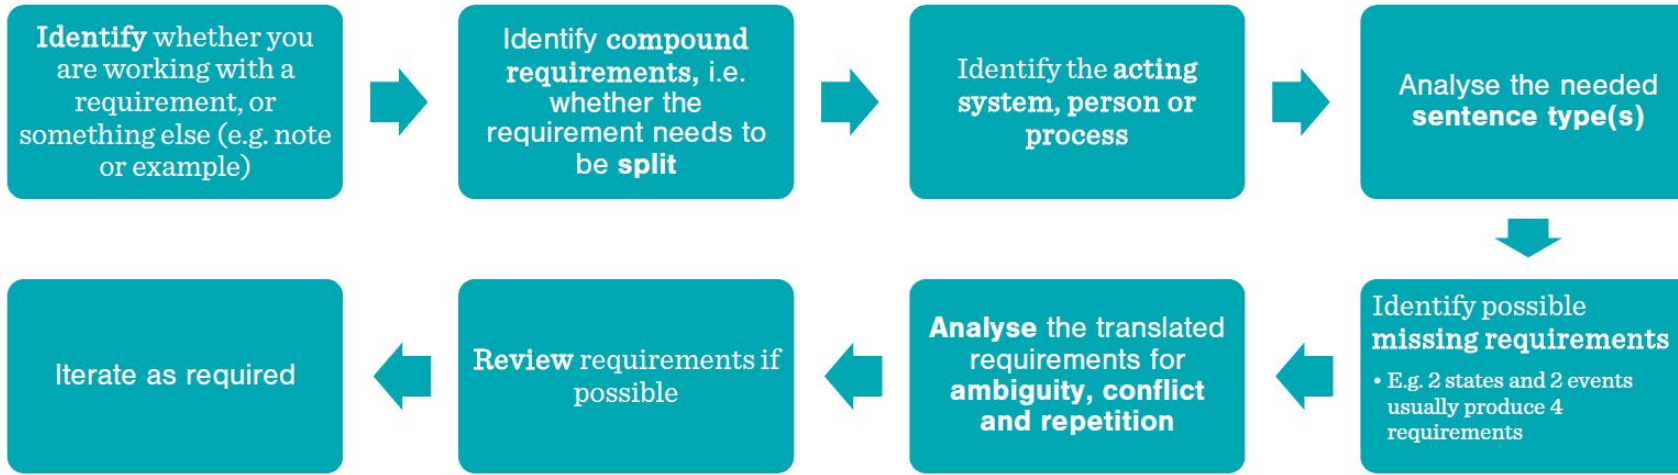 Identify whether you
are working with a
requirement, or
something else (e.g. note
or example)
Identify compound
requirements, i.e.
whether the
requirement needs to
be split
Identify the acting
system, person or
process
Analyse the needed
sentence type(s)
Identify possible
missing requirements
• E.g. 2 states and 2 events
usually produce 4
requirements
Analyse the translated
requirements for
ambiguity, conflict
and repetition
Review requirements if
possible
Iterate as required